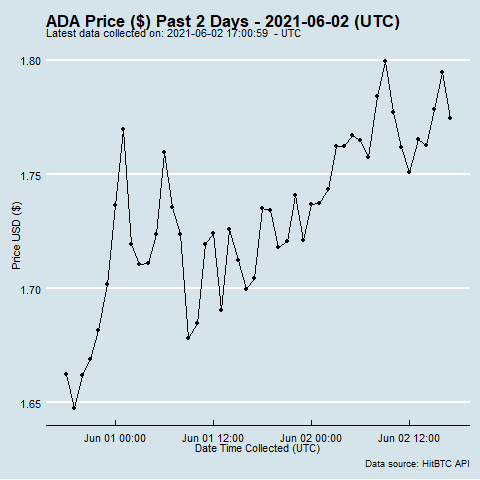 ADA Price ($) Past 2 Days - 2021-06-02 (UTC)
Latest data collected on: 2021-06-02 17:00:59  - UTC
1.80
1.75
1.70
1.65
Price USD ($)
Jun 01 00:00
Jun 01 12:00
Jun 02 00:00
Jun 02 12:00
Date Time Collected (UTC)
Data source: HitBTC API